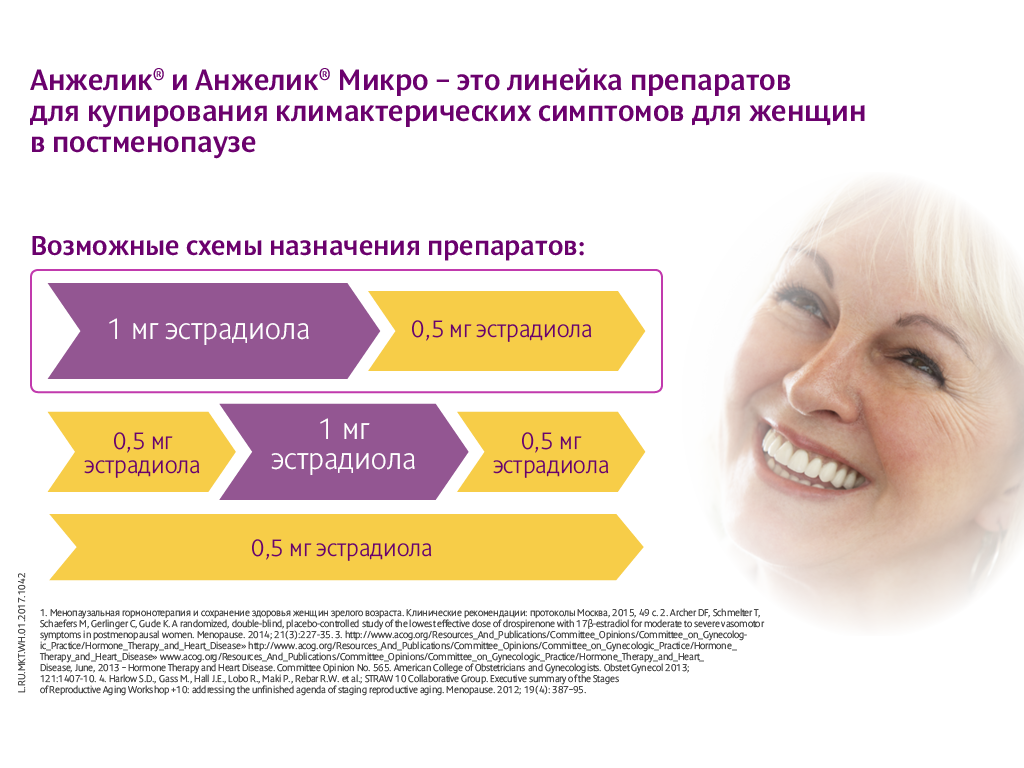 Анжелик® и Анжелик® Микро – это линейка препаратов
для купирования климактерических симптомов для женщин
в постменопаузе
Возможные схемы назначения препаратов:
1 мг эстрадиола
0,5 мг эстрадиола
0,5 мг
эстрадиола
1 мг
эстрадиола
0,5 мг
эстрадиола
0,5 мг эстрадиола
L.RU.MKT.WH.01.2017.1042
1. Менопаузальная гормонотерапия и сохранение здоровья женщин зрелого возраста. Клинические рекомендации: протоколы Москва, 2015, 49 с. 2. Archer DF, Schmelter T,
Schaefers M, Gerlinger C, Gude K. A randomized, double-blind, placebo-controlled study of the lowest effective dose of drospirenone with 17β-estradiol for moderate to severe vasomotor
symptoms in postmenopausal women. Menopause. 2014; 21(3):227-35. 3. http://www.acog.org/Resources_And_Publications/Committee_Opinions/Committee_on_Gynecolog-
ic_Practice/Hormone_Therapy_and_Heart_Disease» http://www.acog.org/Resources_And_Publications/Committee_Opinions/Committee_on_Gynecologic_Practice/Hormone_
Therapy_and_Heart_Disease» www.acog.org/Resources_And_Publications/Committee_Opinions/Committee_on_Gynecologic_Practice/Hormone_Therapy_and_Heart_
Disease, June, 2013 – Hormone Therapy and Heart Disease. Committee Opinion No. 565. American College of Obstetricians and Gynecologists. Obstet Gynecol 2013;
121:1407-10. 4. Harlow S.D., Gass M., Hall J.E., Lobo R., Maki P., Rebar R.W. et al.; STRAW 10 Collaborative Group. Executive summary of the Stages
of Reproductive Aging Workshop +10: addressing the unfinished agenda of staging reproductive aging. Menopause. 2012; 19(4): 387–95.